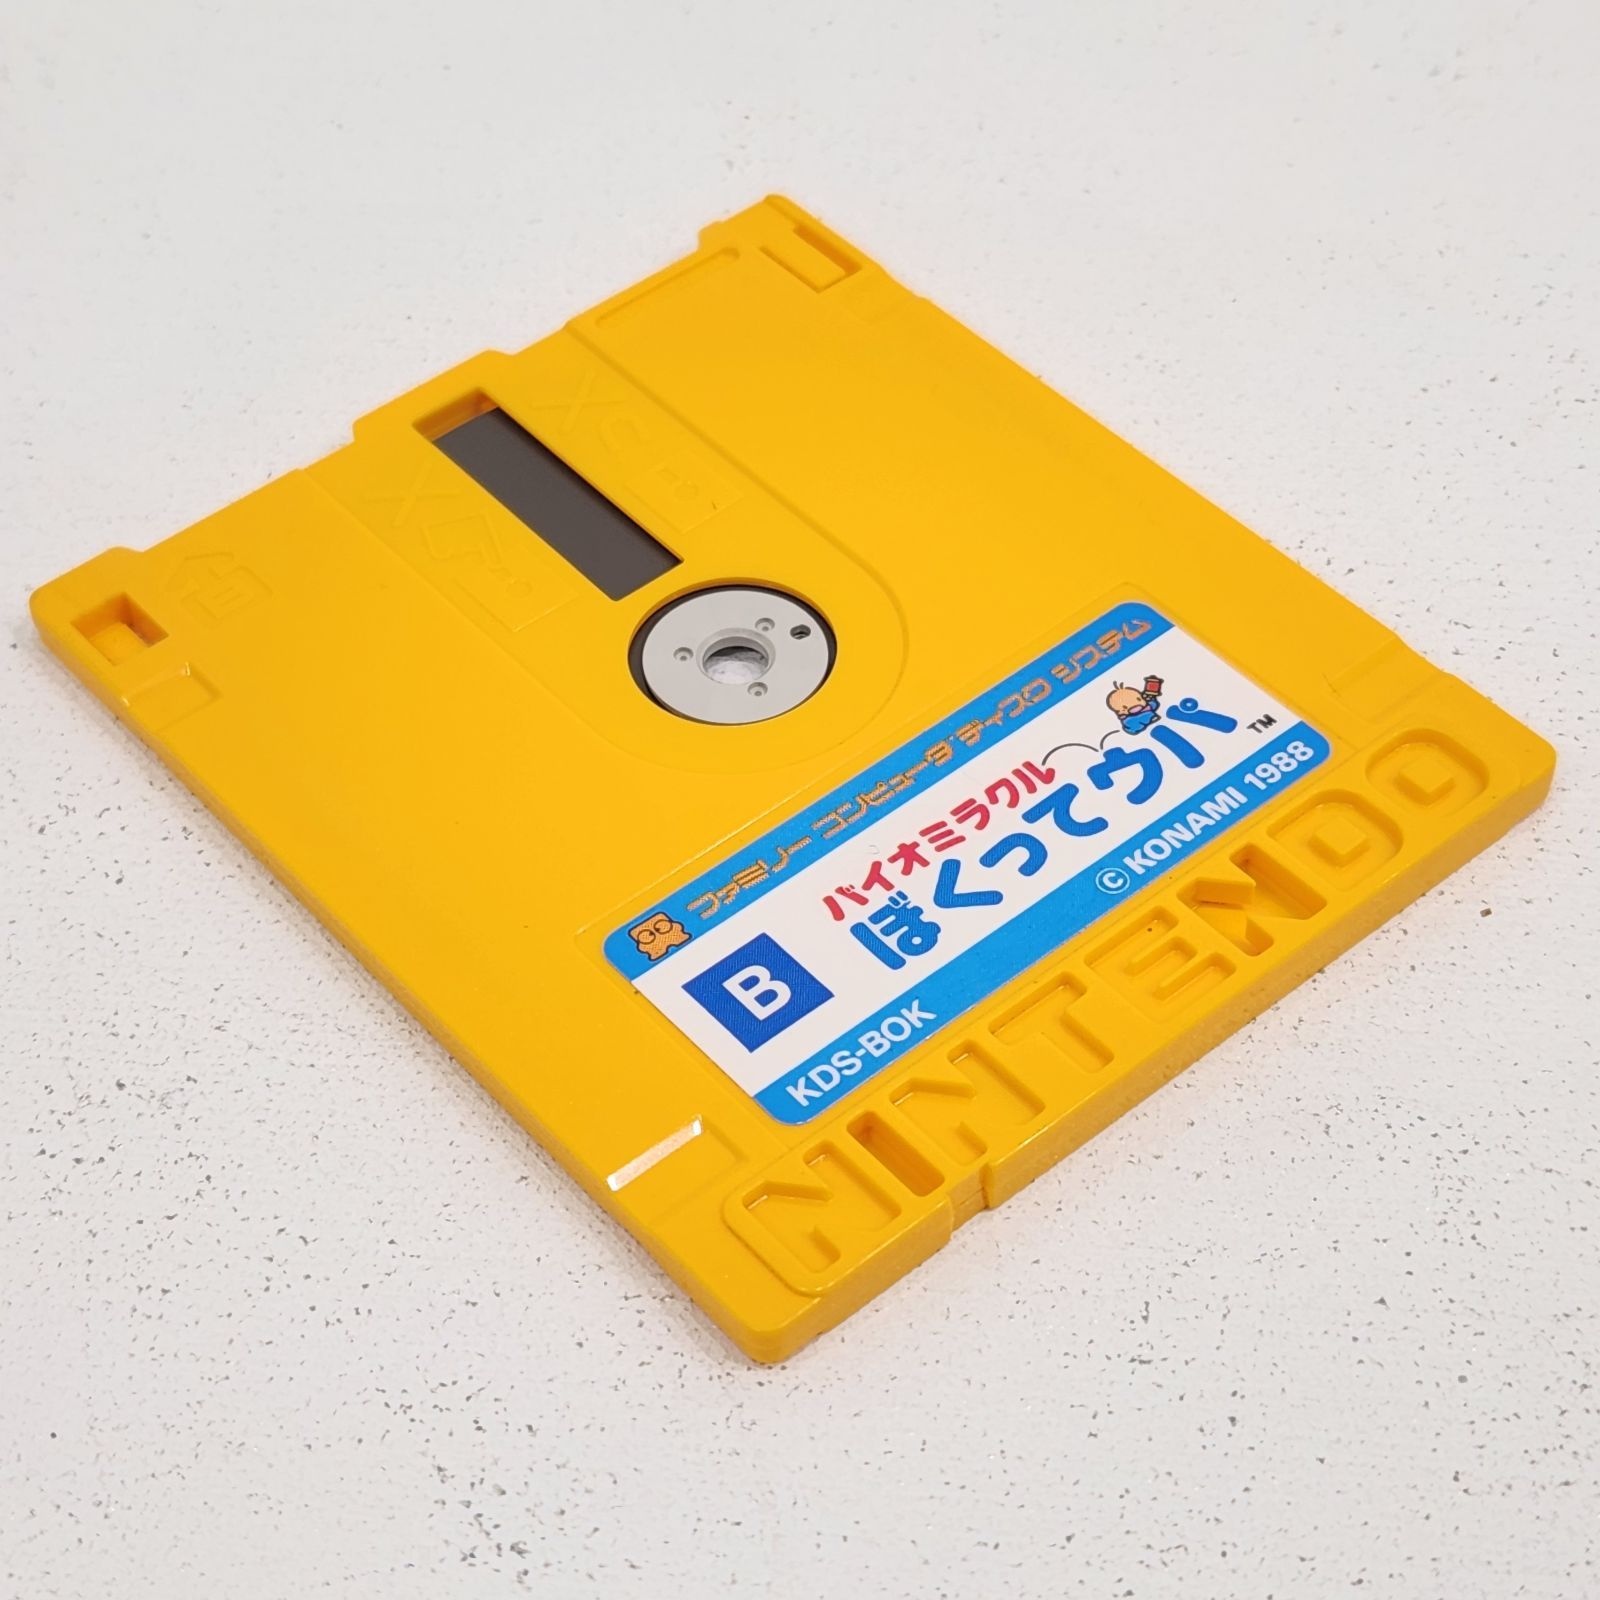 ファミリー コンピュータ ディスク システム
バイオミラクル
ぼくってウパ TM
B
KDS-BOK
© KONAMI 1988
NINTENDO